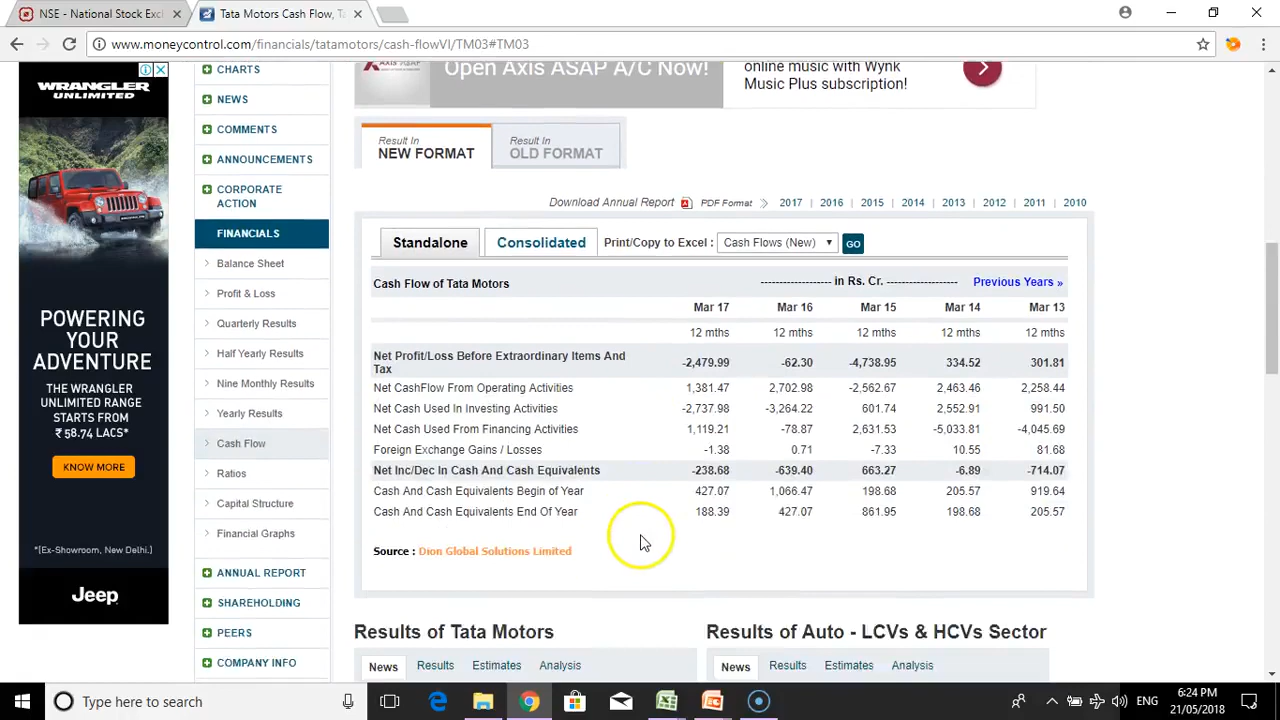 NSE - National Stock Exc
Tata Motors Cash Flow, T
www.moneycontrol.com/financials/tatamotors/cash-flowVI/TM03#TM03
WRANGLER
UNLIMITED
POWERING
YOUR
ADVENTURE
THE WRANGLER
UNLIMITED RANGE
STARTS FROM
₹ 58.74 LACS*
KNOW MORE
*(Ex-Showroom, New Delhi.)
Jeep
CHARTS
NEWS
COMMENTS
ANNOUNCEMENTS
CORPORATE
ACTION
FINANCIALS
Balance Sheet
Profit & Loss
Quarterly Results
Half Yearly Results
Nine Monthly Results
Yearly Results
Cash Flow
Ratios
Capital Structure
Financial Graphs
ANNUAL REPORT
SHAREHOLDING
PEERS
COMPANY INFO
AXIS BANK
Open Axis ASAP A/C Now!
online music with Wynk
Music Plus subscription!
Result In
NEW FORMAT
Result In
OLD FORMAT
Download Annual Report PDF Format 2017 2016 2015 2014 2013 2012 2011 2010
Standalone Consolidated Print/Copy to Excel : Cash Flows (New) GO
Cash Flow of Tata Motors ------------------- in Rs. Cr. ------------------- Previous Years »
Mar 17 Mar 16 Mar 15 Mar 14 Mar 13
12 mths 12 mths 12 mths 12 mths 12 mths
Net Profit/Loss Before Extraordinary Items And
Tax -2,479.99 -62.30 -4,738.95 334.52 301.81
Net CashFlow From Operating Activities 1,381.47 2,702.98 -2,562.67 2,463.46 2,258.44
Net Cash Used In Investing Activities -2,737.98 -3,264.22 601.74 2,552.91 991.50
Net Cash Used From Financing Activities 1,119.21 -78.87 2,631.53 -5,033.81 -4,045.69
Foreign Exchange Gains / Losses -1.38 0.71 -7.33 10.55 81.68
Net Inc/Dec In Cash And Cash Equivalents -238.68 -639.40 663.27 -6.89 -714.07
Cash And Cash Equivalents Begin of Year 427.07 1,066.47 198.68 205.57 919.64
Cash And Cash Equivalents End Of Year 188.39 427.07 861.95 198.68 205.57
Source : Dion Global Solutions Limited
Results of Tata Motors
News Results Estimates Analysis
Results of Auto - LCVs & HCVs Sector
News Results Estimates Analysis
Type here to search
ENG
6:24 PM
21/05/2018